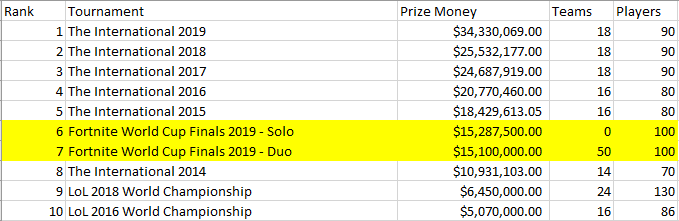 Rank Tournament Prize Money Teams Players
1 The International 2019 $34,330,069.00 18 90
2 The International 2018 $25,532,177.00 18 90
3 The International 2017 $24,687,919.00 18 90
4 The International 2016 $20,770,460.00 16 80
5 The International 2015 $18,429,613.05 16 80
6 Fortnite World Cup Finals 2019 - Solo $15,287,500.00 0 100
7 Fortnite World Cup Finals 2019 - Duo $15,100,000.00 50 100
8 The International 2014 $10,931,103.00 14 70
9 LoL 2018 World Championship $6,450,000.00 24 130
10 LoL 2016 World Championship $5,070,000.00 16 86